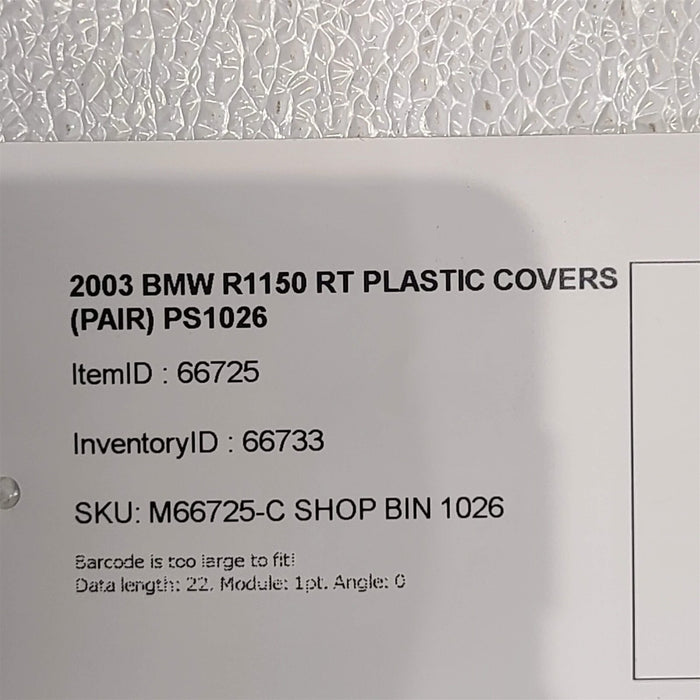 2003 BMW R1150 RT PLASTIC COVERS
(PAIR) PS1026
ItemID : 66725
InventoryID : 66733
SKU: M66725-C SHOP BIN 1026
Barcode is too large to fit!
Data length: 22, Module: 1pt. Angle: 0